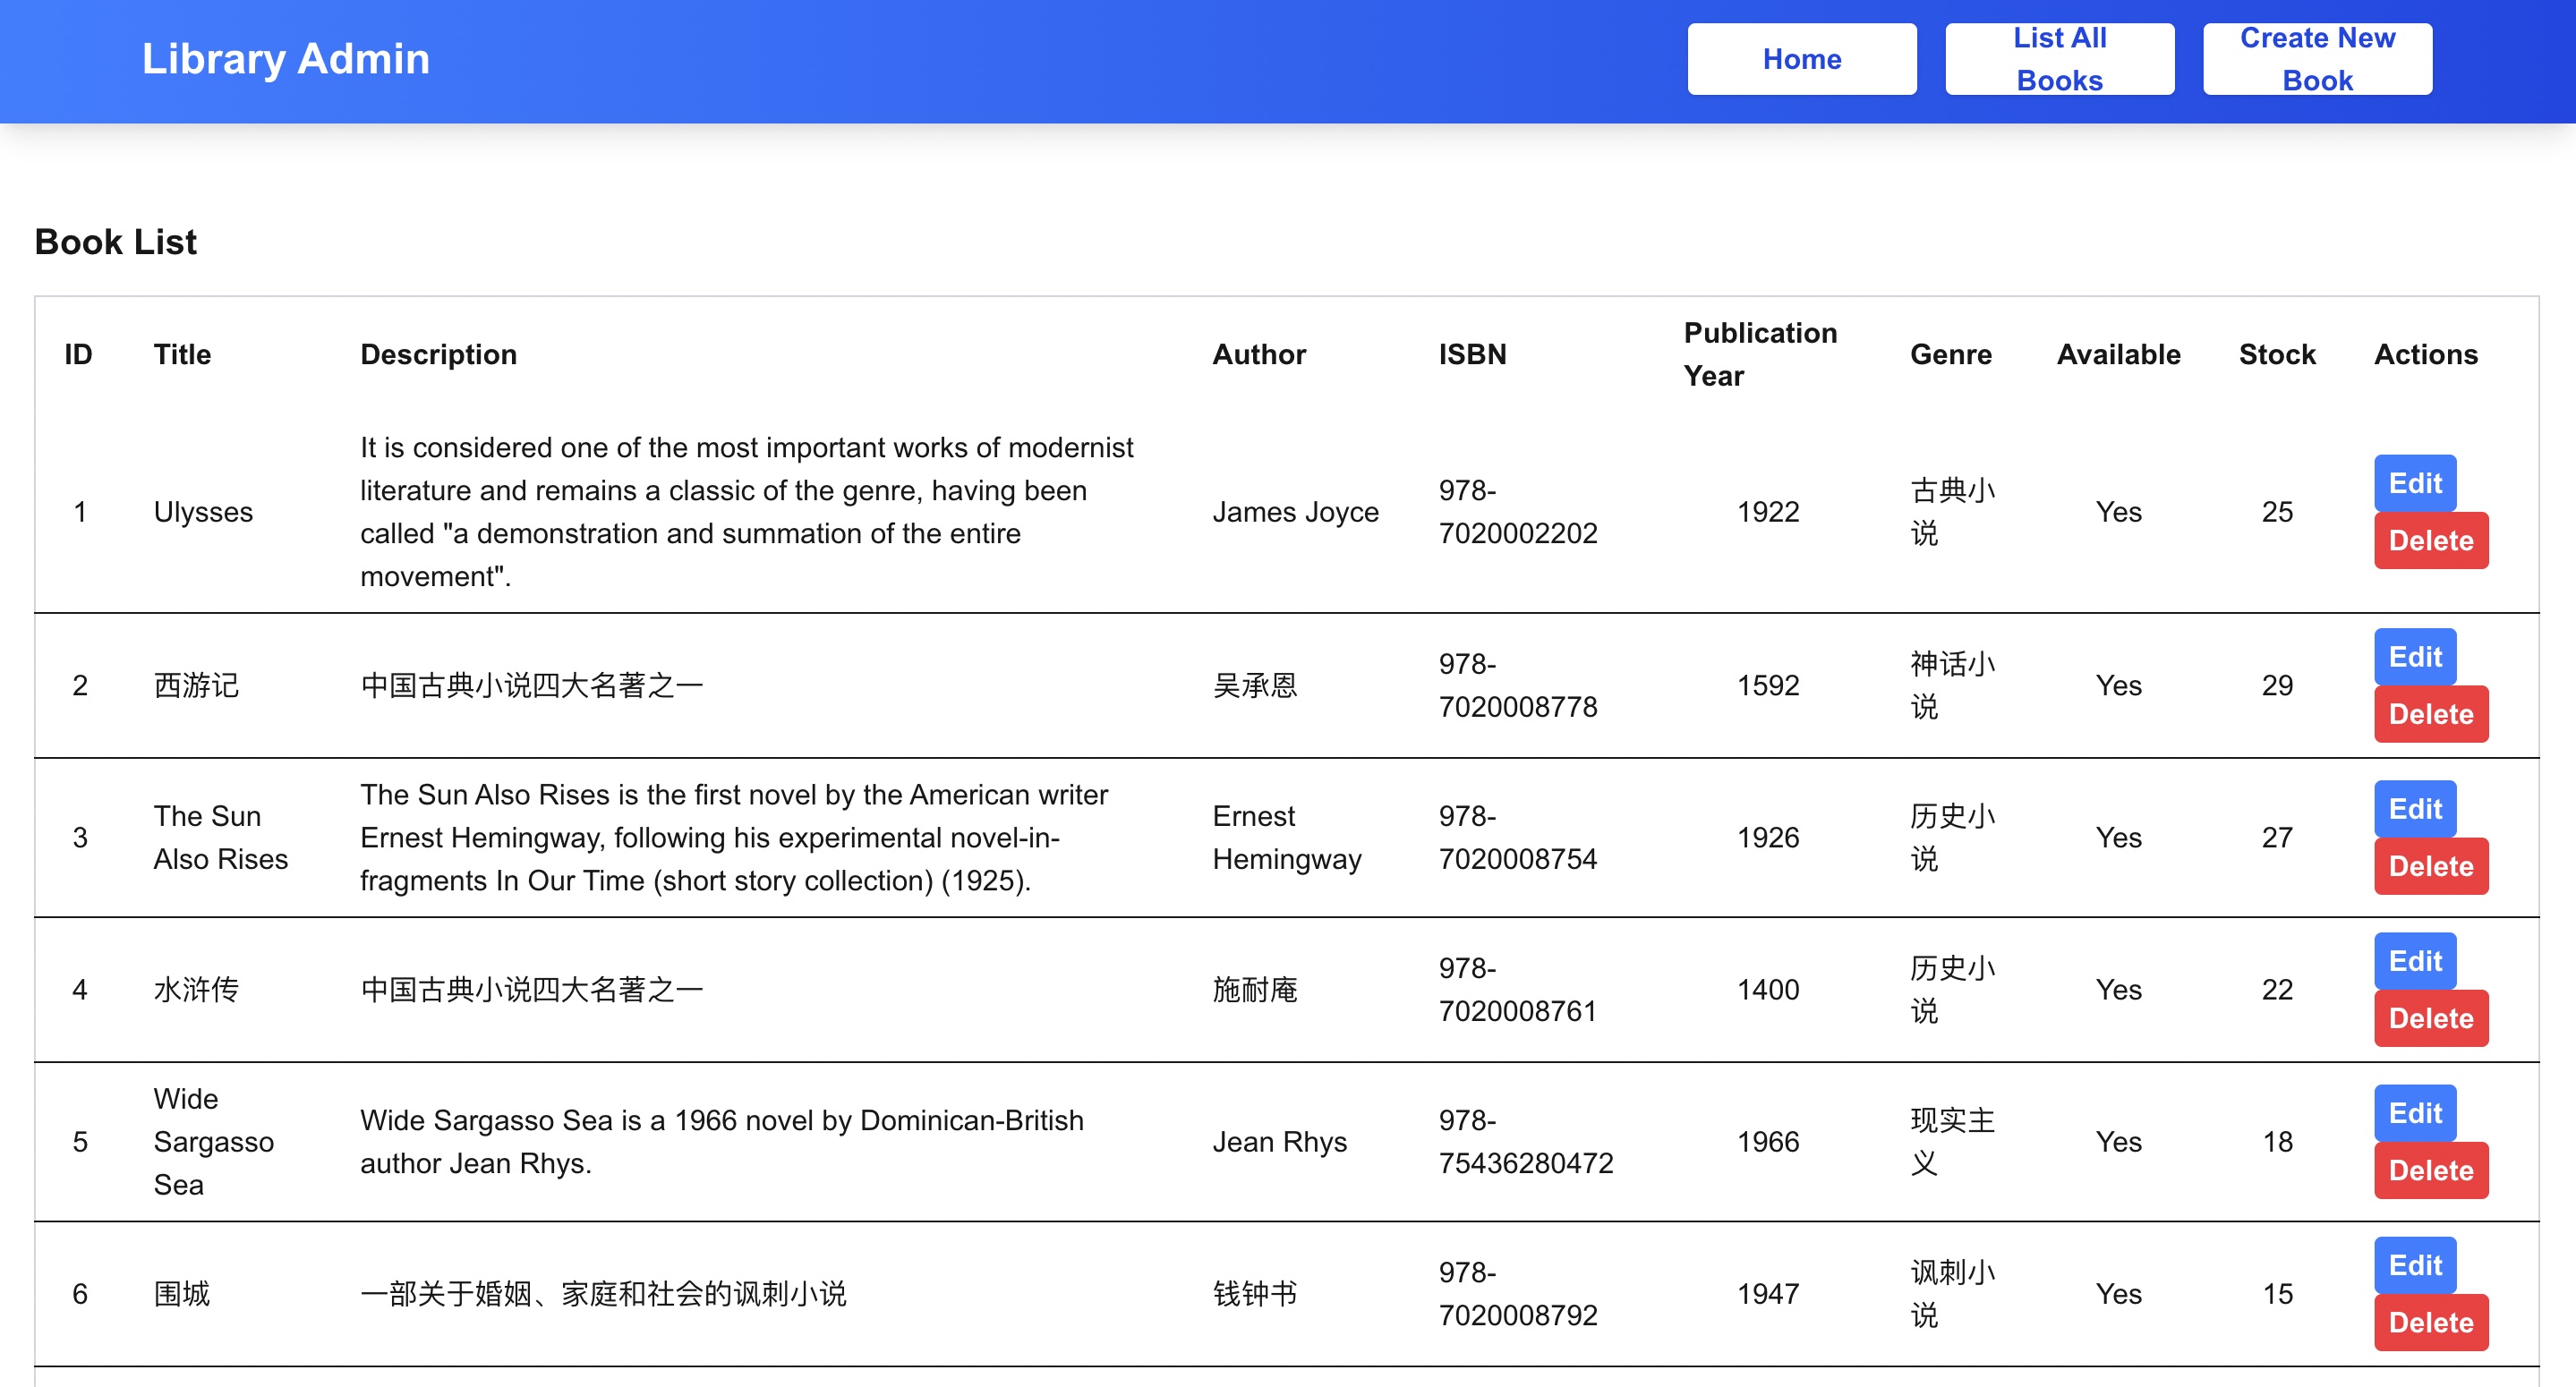 Library Admin
Home
List All
Books
Create New
Book
Book List
ID Title Description Author ISBN Publication Year Genre Available Stock Actions
1
Ulysses
It is considered one of the most important works of modernist
literature and remains a classic of the genre, having been
called "a demonstration and summation of the entire
movement".
James Joyce
978-
7020002202
1922
古典小
说
Yes
25
Edit
Delete
2
西游记
中国古典小说四大名著之一
吴承恩
978-
7020008778
1592
神话小
说
Yes
29
Edit
Delete
3
The Sun
Also Rises
The Sun Also Rises is the first novel by the American writer
Ernest Hemingway, following his experimental novel-in-
fragments In Our Time (short story collection) (1925).
Ernest
Hemingway
978-
7020008754
1926
历史小
说
Yes
27
Edit
Delete
4
水浒传
中国古典小说四大名著之一
施耐庵
978-
7020008761
1400
历史小
说
Yes
22
Edit
Delete
5
Wide
Sargasso
Sea
Wide Sargasso Sea is a 1966 novel by Dominican-British
author Jean Rhys.
Jean Rhys
978-
75436280472
1966
现实主
义
Yes
18
Edit
Delete
6
围城
一部关于婚姻、家庭和社会的讽刺小说
钱钟书
978-
7020008792
1947
讽刺小
说
Yes
15
Edit
Delete